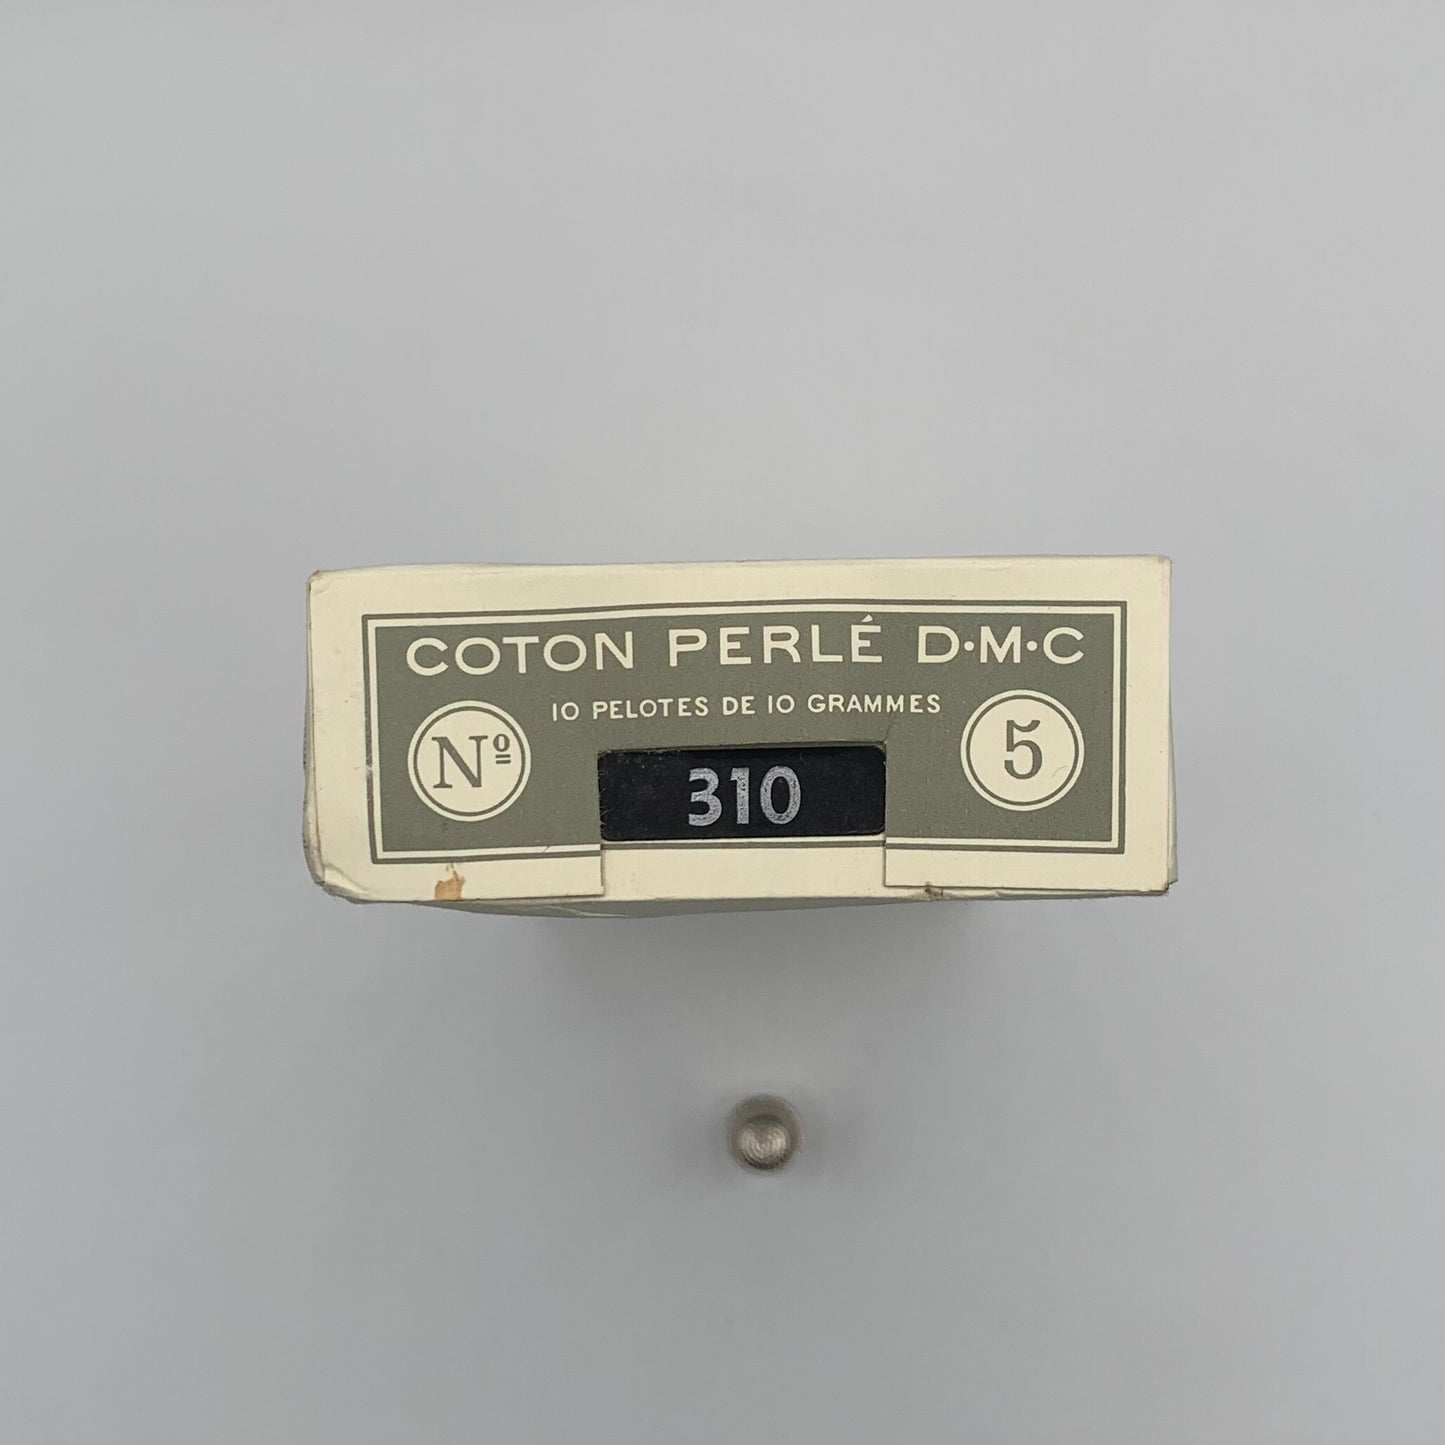 COTON PERLÉ D·M·C
10 PELOTES DE 10 GRAMMES
Nº 5
310